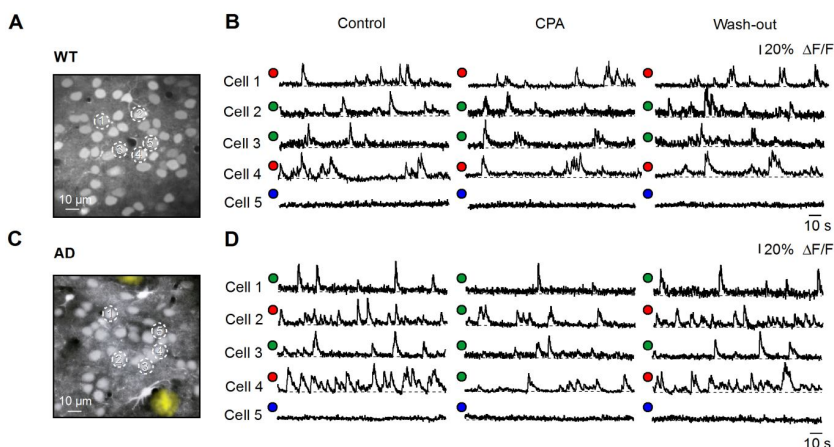 A
B
Control
CPA
Wash-out
WT
20% ΔF/F
Cell 1
Cell 2
Cell 3
Cell 4
Cell 5
1
2
3
4
5
10 µm
10 s
C
D
AD
20% ΔF/F
Cell 1
Cell 2
Cell 3
Cell 4
Cell 5
1
2
4
10 µm
10 s